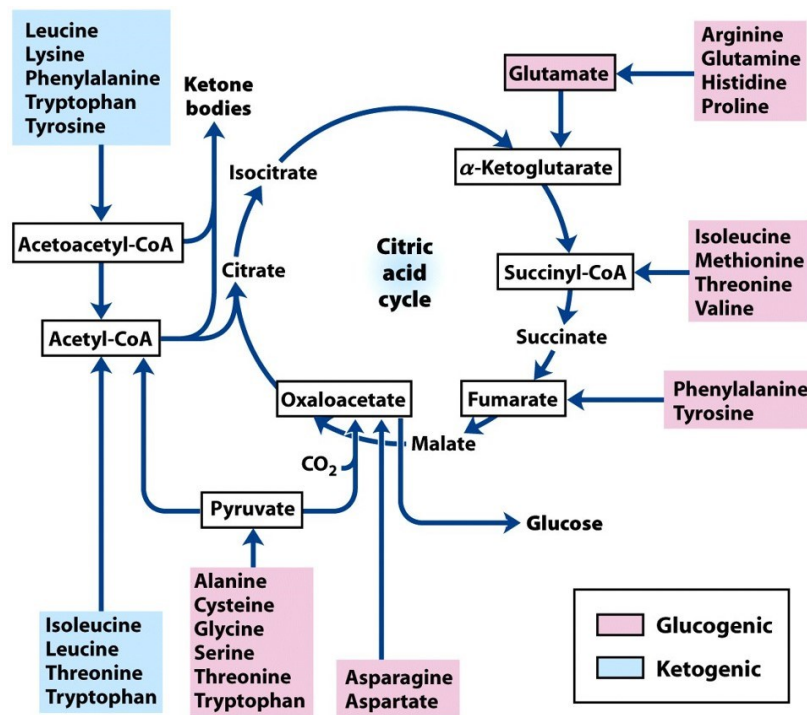 Leucine
Lysine
Phenylalanine
Tryptophan
Tyrosine
Ketone
bodies
Glutamate
Arginine
Glutamine
Histidine
Proline
Isocitrate
α-Ketoglutarate
Acetoacetyl-CoA
Citrate
Citric
acid
cycle
Succinyl-CoA
Isoleucine
Methionine
Threonine
Valine
Acetyl-CoA
Succinate
Oxaloacetate
Fumarate
Phenylalanine
Tyrosine
Malate
CO₂
Pyruvate
Glucose
Alanine
Cysteine
Glycine
Serine
Threonine
Tryptophan
Isoleucine
Leucine
Threonine
Tryptophan
Asparagine
Aspartate
Glucogenic
Ketogenic